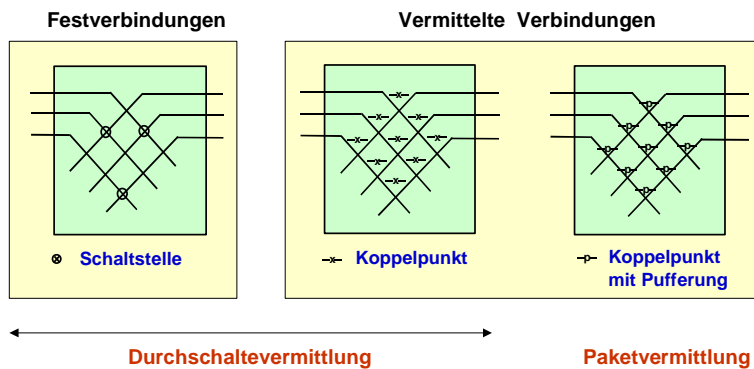 Festverbindungen
Vermittelte Verbindungen
Schaltstelle
Koppelpunkt
Koppelpunkt
mit Pufferung
Durchschaltevermittlung
Paketvermittlung